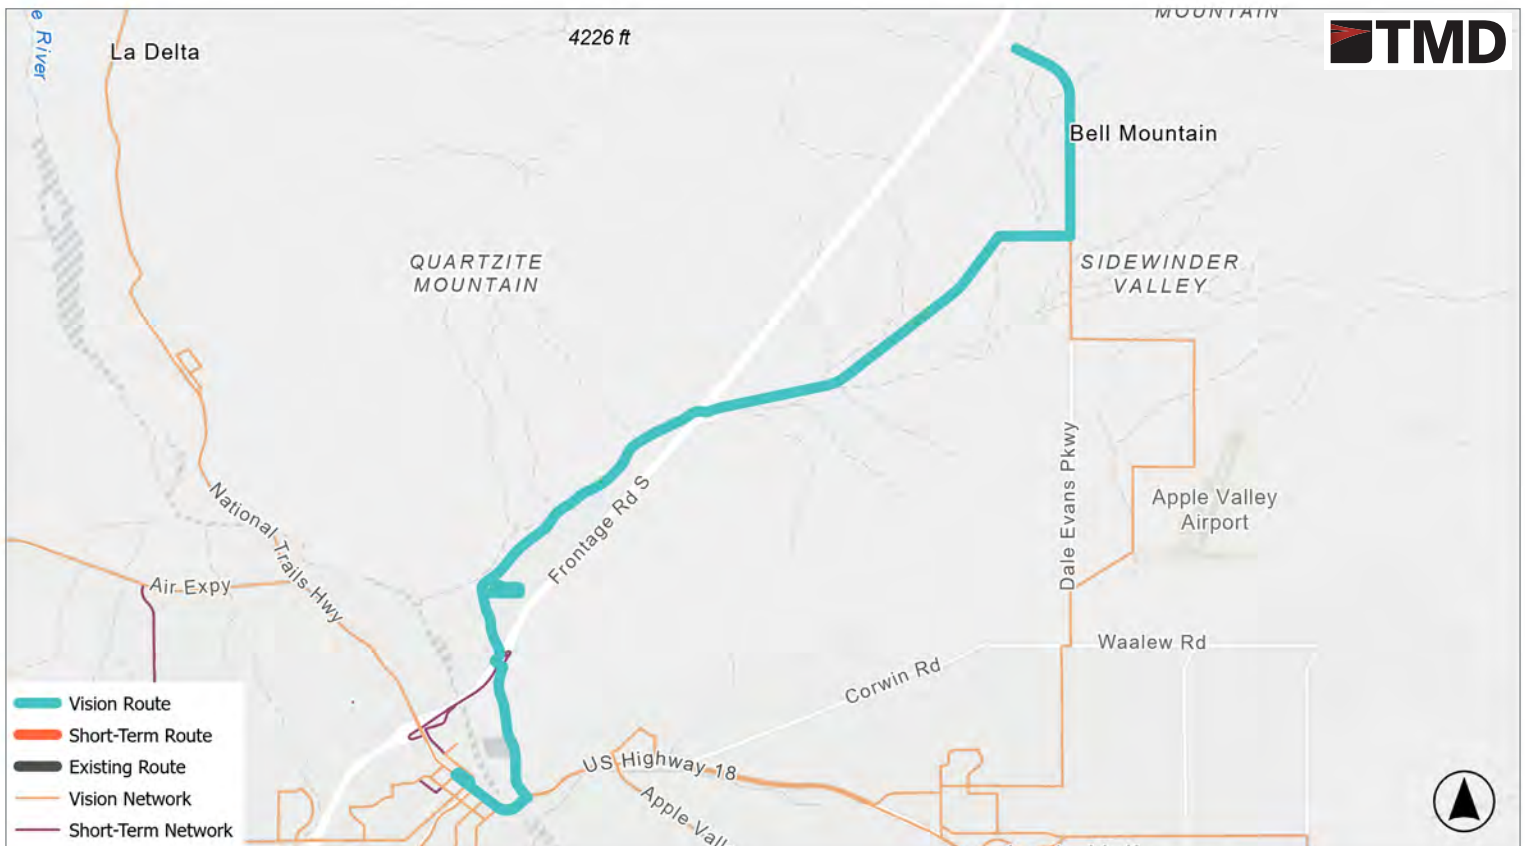 e River
La Delta
4226 ft
MOUNTAIN
TMD
Bell Mountain
QUARTZITE
MOUNTAIN
SIDEWINDER
VALLEY
National Trails Hwy
Frontage Rd S
Dale Evans Pkwy
Apple Valley
Airport
Air Expy
Waalew Rd
Corwin Rd
US Highway 18
Apple Vall
Vision Route
Short-Term Route
Existing Route
Vision Network
Short-Term Network